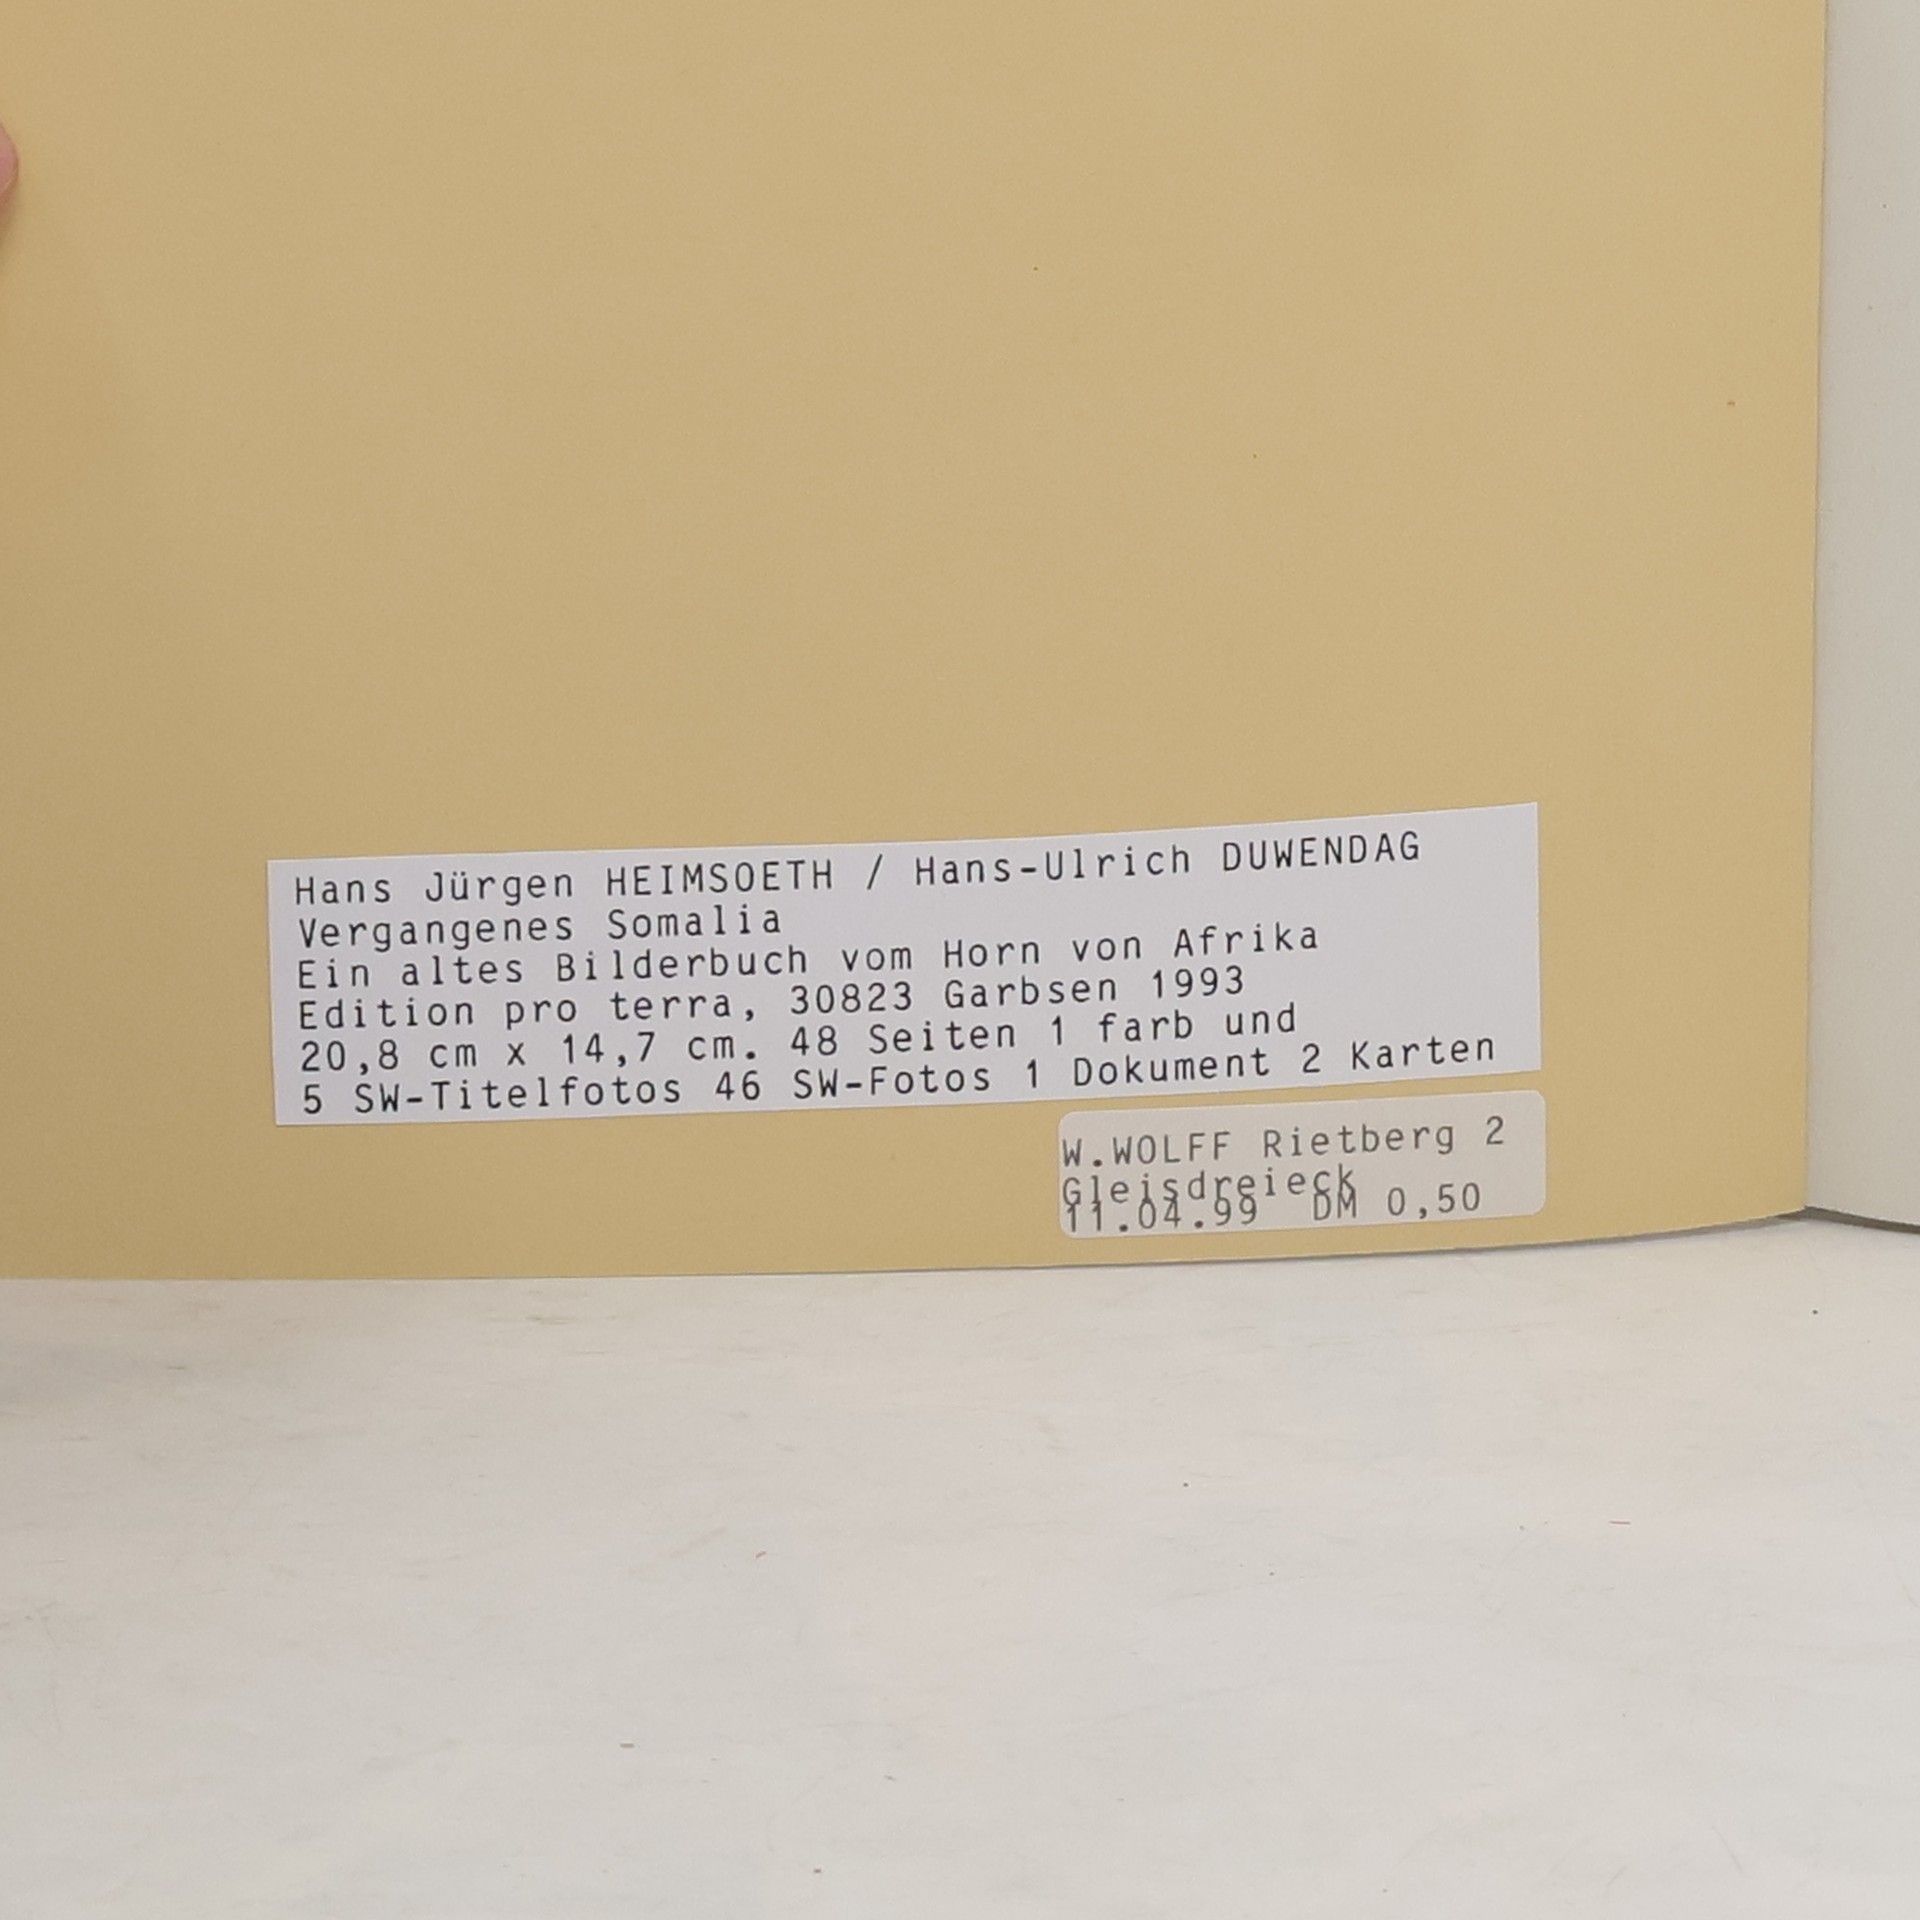 Hans Jürgen HEIMSOETH / Hans-Ulrich DUWENDAG
Vergangenes Somalia
Ein altes Bilderbuch vom Horn von Afrika
Edition pro terra, 30823 Garbsen 1993
20,8 cm x 14,7 cm. 48 Seiten 1 farb und
5 SW-Titelfotos 46 SW-Fotos 1 Dokument 2 Karten
W.WOLFF Rietberg 2
Gleisdreieck
11.04.99 DM 0,50